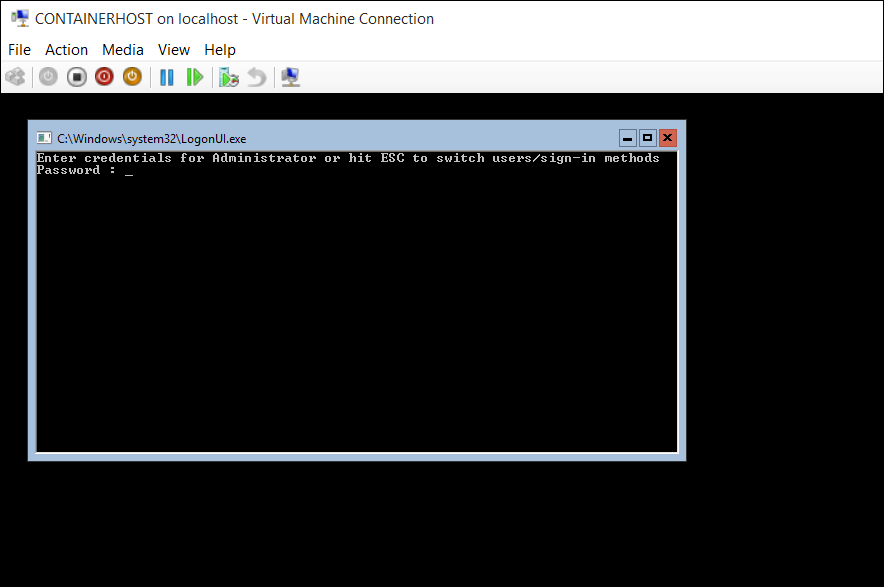 CONTAINERHOST on localhost - Virtual Machine Connection
File Action Media View Help
C:\Windows\system32\LogonUI.exe
Enter credentials for Administrator or hit ESC to switch users/sign-in methods
Password : _